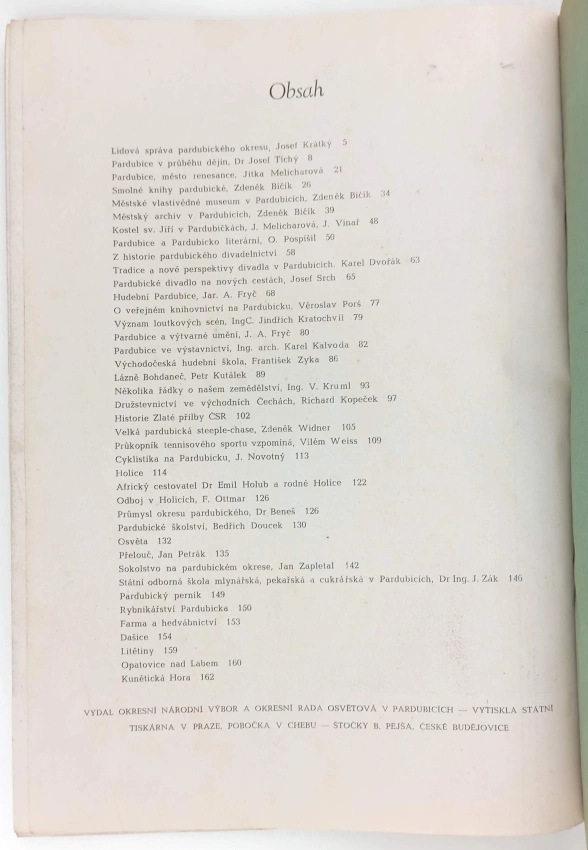 Obsah
Lidová správa pardubického okresu, Josef Krátký 5
Pardubice v průběhu dějin, Dr Josef Tichý 8
Pardubice, město renesance, Jitka Melicharová 21
Smolné knihy pardubické, Zdeněk Bičík 26
Městské vlastivědné museum v Pardubicích, Zdeněk Bičík 34
Městský archiv v Pardubicích, Zdeněk Bičík 39
Kostel sv. Jiří v Pardubičkách, J. Melicharová, J. Vinař 48
Pardubice a Pardubicko literární, O. Pospíšil 50
Z historie pardubického divadelnictví 58
Tradice a nové perspektivy divadla v Pardubicích. Karel Dvořák 63
Pardubické divadlo na nových cestách, Josef Srch 65
Hudební Pardubice, Jar. A. Fryč 68
O veřejném knihovnictví na Pardubicku. Věroslav Porš 77
Význam loutkových scén, IngC. Jindřich Kratochvíl 79
Pardubice a výtvarné umění, J. A. Fryč 80
Pardubice ve výstavnictví, Ing. arch. Karel Kalvoda 82
Východočeská hudební škola, František Zyka 86
Lázně Bohdaneč, Petr Kutálek 89
Několika řádky o našem zemědělství, Ing. V. Kruml 93
Družstevnictví ve východních Čechách, Richard Kopeček 97
Historie Zlaté přilby ČSR 102
Velká pardubická steeple-chase, Zdeněk Widner 105
Průkopník tennisového sportu vzpomíná, Vilém Weiss 109
Cyklistika na Pardubicku, J. Novotný 113
Holice 114
Africký cestovatel Dr Emil Holub a rodné Holice 122
Odboj v Holicích, F. Ottmar 126
Průmysl okresu pardubického, Dr Beneš 126
Pardubické školství, Bedřich Doucek 130
Osvěta 132
Přelouč, Jan Petrák 135
Sokolstvo na pardubickém okrese, Jan Zapletal 142
Státní odborná škola mlynářská, pekařská a cukrářská v Pardubicích, Dr Ing. J. Žák 146
Pardubický perník 149
Rybnikářství Pardubicka 150
Farma a hedvábnictví 153
Dašice 154
Litětiny 159
Opatovice nad Labem 160
Kunětická Hora 162
VYDAL OKRESNÍ NÁRODNÍ VÝBOR A OKRESNÍ RADA OSVĚTOVÁ V PARDUBICÍCH — VYTISKLA STÁTNÍ
TISKÁRNA V PRAZE, POBOČKA V CHEBU — ŠTOČKY B. PEJŠA, ČESKÉ BUDĚJOVICE